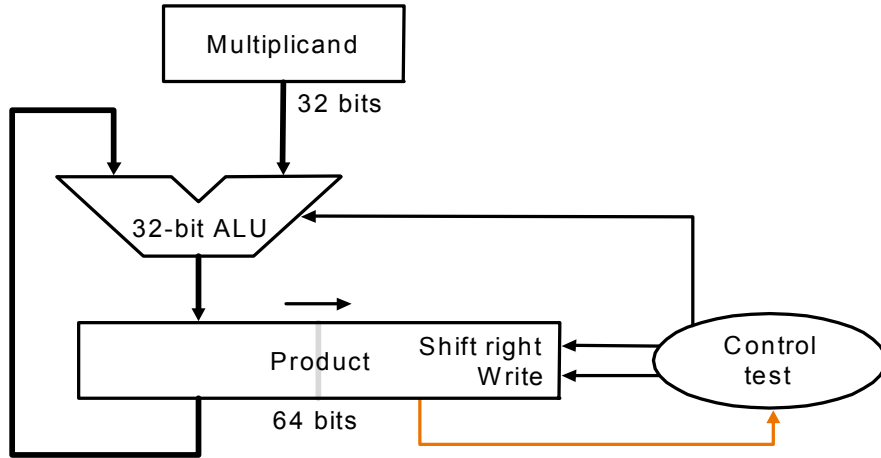 Multiplicand
32 bits
32-bit ALU
Product
Shift right
Write
64 bits
Control
test